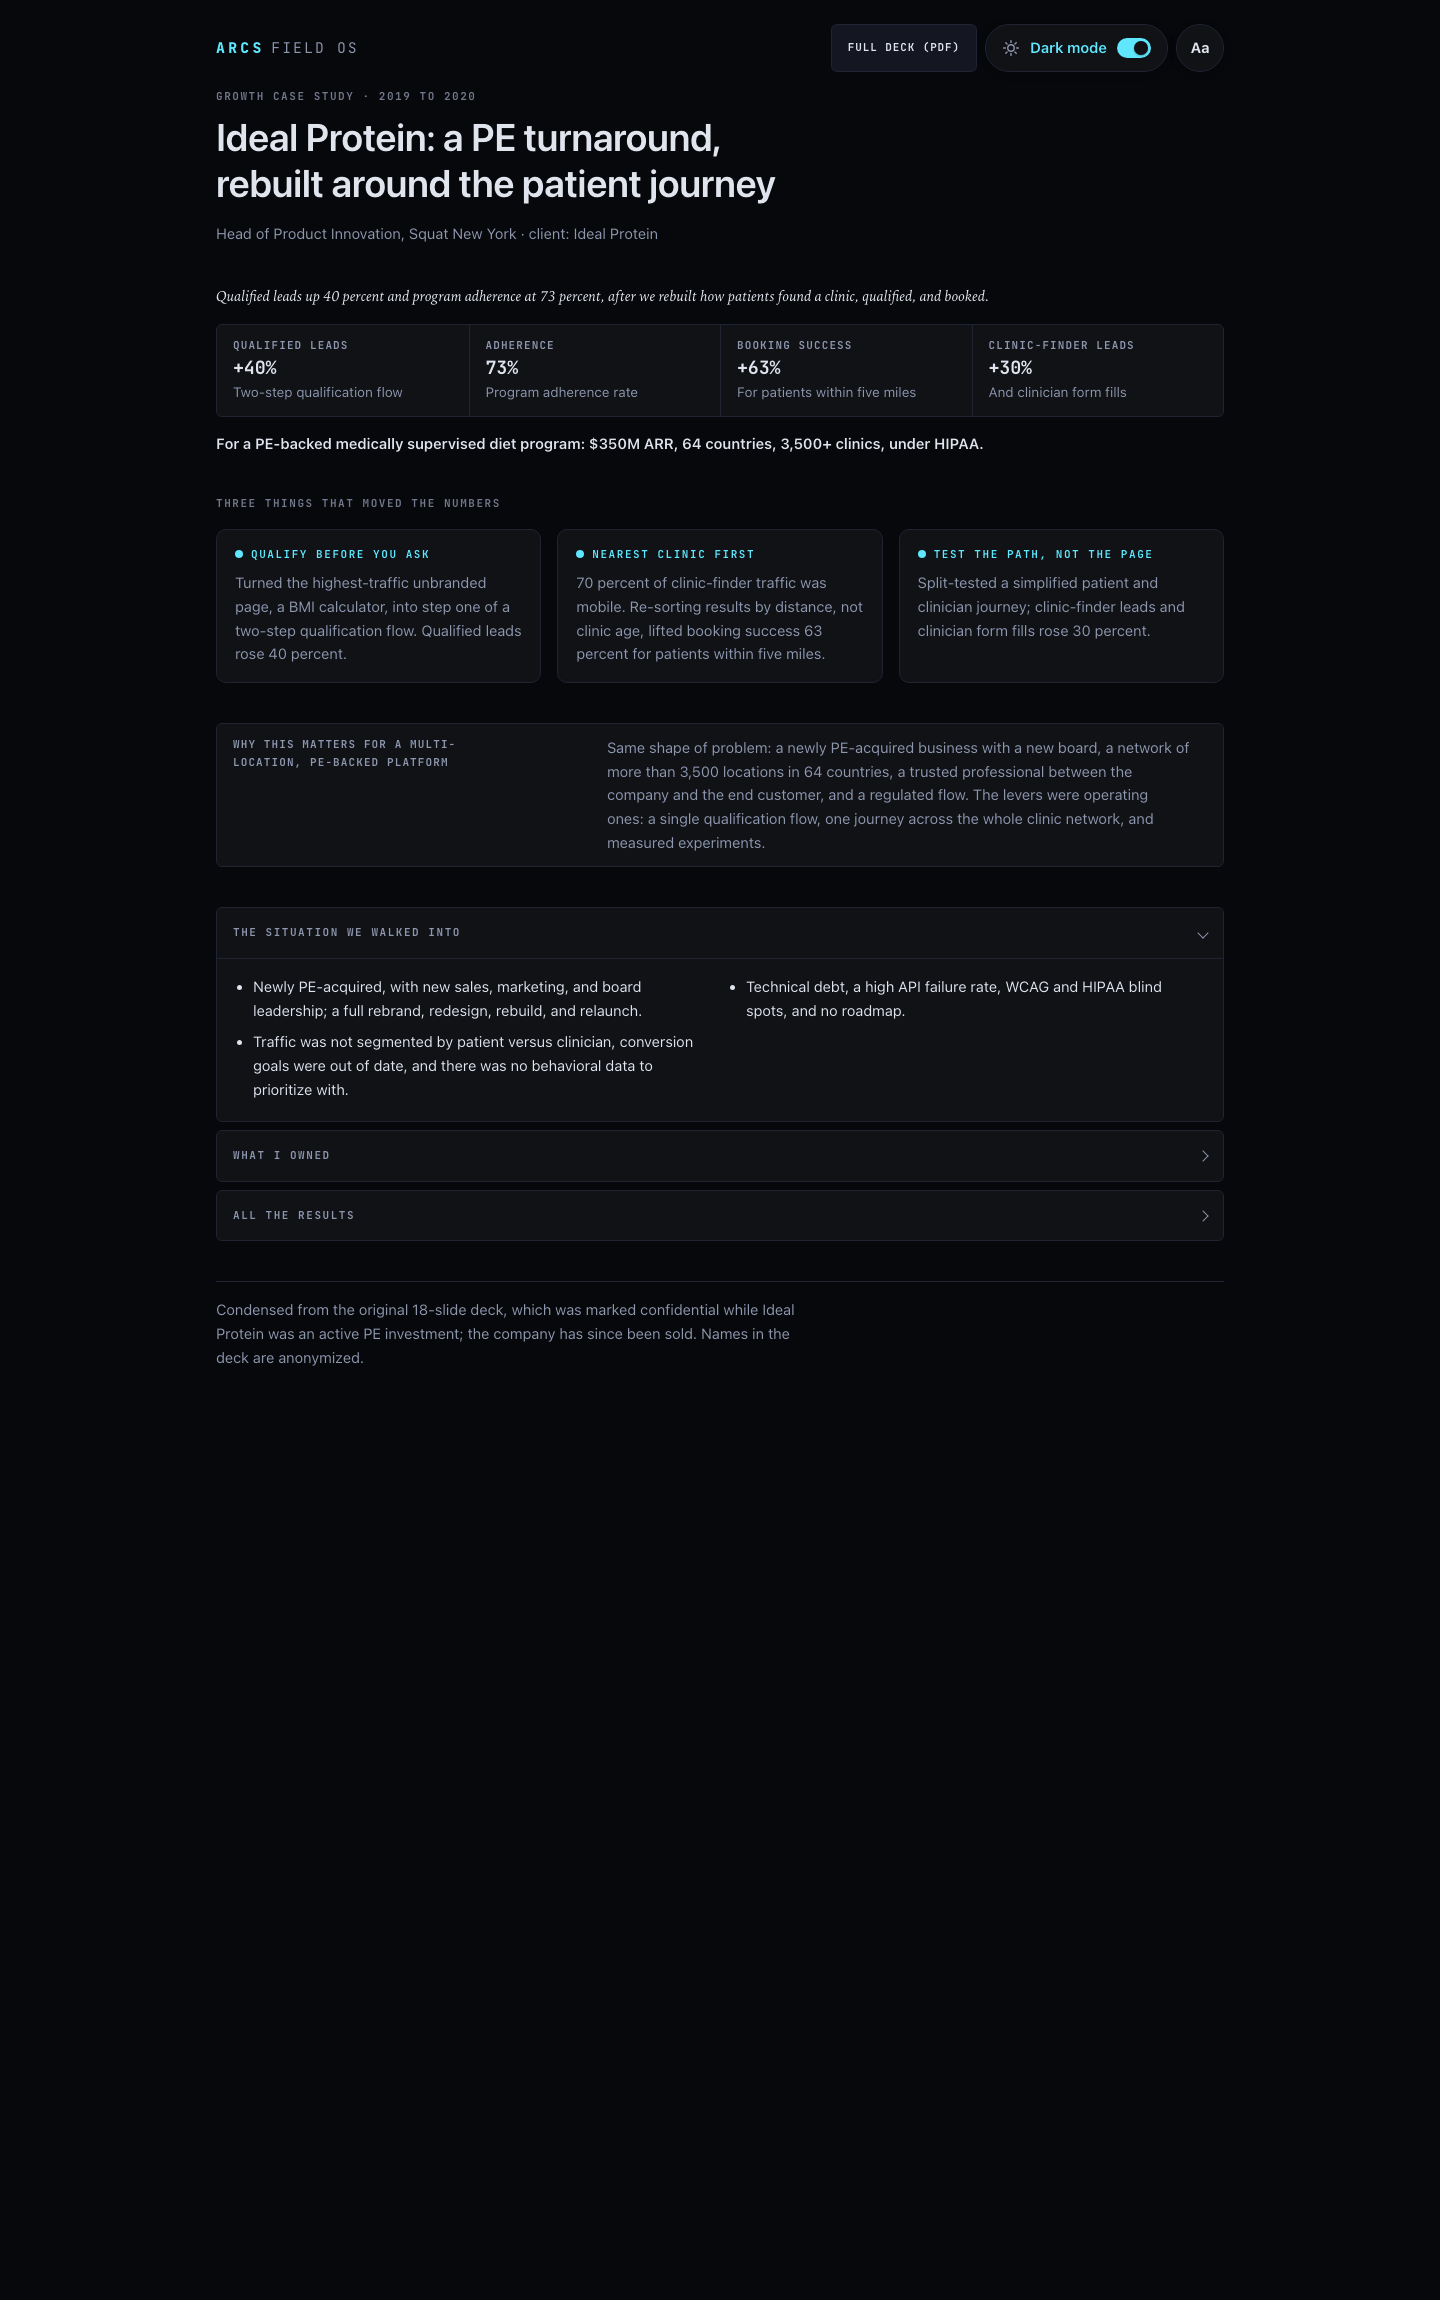 ARCS FIELD OS
FULL DECK (PDF)
Dark mode
Aa
GROWTH CASE STUDY · 2019 TO 2020
Ideal Protein: a PE turnaround,
rebuilt around the patient journey
Head of Product Innovation, Squat New York · client: Ideal Protein
Qualified leads up 40 percent and program adherence at 73 percent, after we rebuilt how patients found a clinic, qualified, and booked.
QUALIFIED LEADS
+40%
Two-step qualification flow
ADHERENCE
73%
Program adherence rate
BOOKING SUCCESS
+63%
For patients within five miles
CLINIC-FINDER LEADS
+30%
And clinician form fills
For a PE-backed medically supervised diet program: $350M ARR, 64 countries, 3,500+ clinics, under HIPAA.
THREE THINGS THAT MOVED THE NUMBERS
QUALIFY BEFORE YOU ASK
Turned the highest-traffic unbranded
page, a BMI calculator, into step one of a
two-step qualification flow. Qualified leads
rose 40 percent.
NEAREST CLINIC FIRST
70 percent of clinic-finder traffic was
mobile. Re-sorting results by distance, not
clinic age, lifted booking success 63
percent for patients within five miles.
TEST THE PATH, NOT THE PAGE
Split-tested a simplified patient and
clinician journey; clinic-finder leads and
clinician form fills rose 30 percent.
WHY THIS MATTERS FOR A MULTI-
LOCATION, PE-BACKED PLATFORM
Same shape of problem: a newly PE-acquired business with a new board, a network of
more than 3,500 locations in 64 countries, a trusted professional between the
company and the end customer, and a regulated flow. The levers were operating
ones: a single qualification flow, one journey across the whole clinic network, and
measured experiments.
THE SITUATION WE WALKED INTO
• Newly PE-acquired, with new sales, marketing, and board
leadership; a full rebrand, redesign, rebuild, and relaunch.
• Traffic was not segmented by patient versus clinician, conversion
goals were out of date, and there was no behavioral data to
prioritize with.
• Technical debt, a high API failure rate, WCAG and HIPAA blind
spots, and no roadmap.
WHAT I OWNED
ALL THE RESULTS
Condensed from the original 18-slide deck, which was marked confidential while Ideal
Protein was an active PE investment; the company has since been sold. Names in the
deck are anonymized.